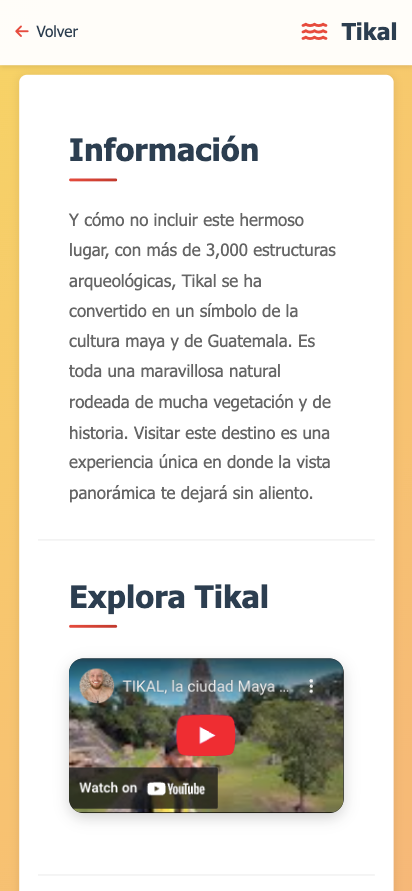 Volver
Tikal
Información
Y cómo no incluir este hermoso
lugar, con más de 3,000 estructuras
arqueológicas, Tikal se ha
convertido en un símbolo de la
cultura maya y de Guatemala. Es
toda una maravillosa natural
rodeada de mucha vegetación y de
historia. Visitar este destino es una
experiencia única en donde la vista
panorámica te dejará sin aliento.
Explora Tikal
TIKAL, la ciudad Maya ...
Watch on YouTube